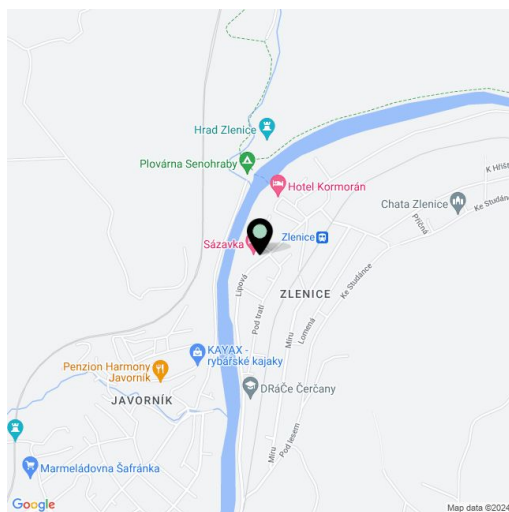 Hrad Zlenice
Plovárna Senohraby
Hotel Kormorán
K Hřišt
Příčná
Chata Zlenice
Ke Studánce
Sázavka
Zlenice
Lipová
ZLENICE
Ke Studánce
Pod tratí
Lomená
Míru
KAYAX -
rybářské kajaky
Penzion Harmony
Javorník
DRáČe Čerčany
JAVORNÍK
Míru
Pod lesem
Marmeládovna Šafránka
Google
Map data ©2024